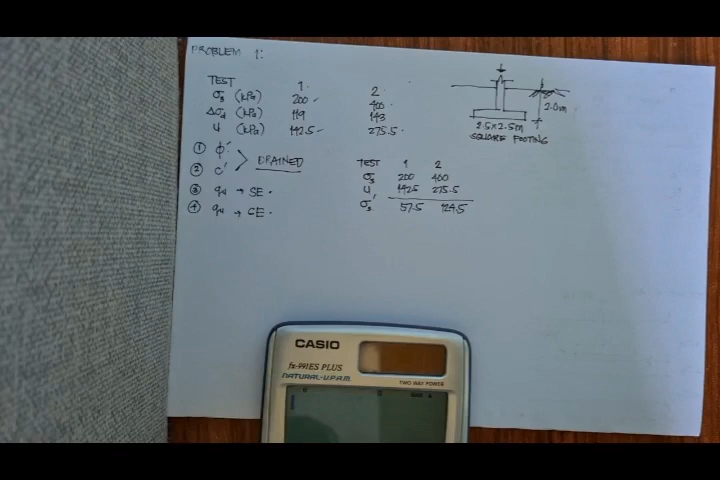 PROBLEM 1:
TEST 1 2
σ₃ (kPa) 200 400
Δσd (kPa) 119 143
u (kPa) 142.5 275.5
① φ'
② c'
DRAINED
③ qu → SE
④ qu → CE
2.0m
2.5x2.5m
SQUARE FOOTING
TEST 1 2
σ₃ 200 400
u 142.5 275.5
σ₃' 57.5 124.5
CASIO
fx-991ES PLUS
NATURAL-V.P.A.M.
TWO WAY POWER